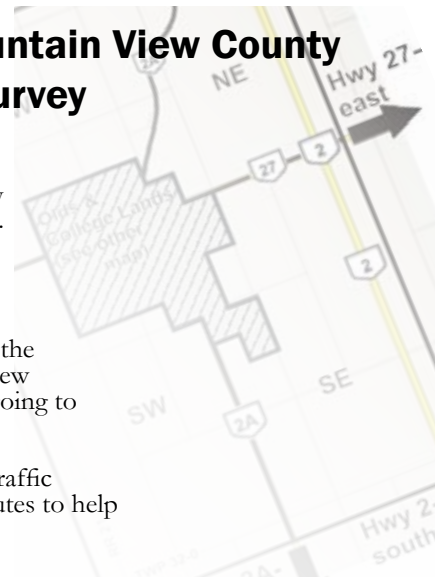 ntain View County
urvey
the
ew
oing to
raffic
utes to help
NE
Hwy 27-
east
27
2
2
Olds &
College Lands
(see other
map)
SE
SW
2A
Hwy 2-
south
2A-